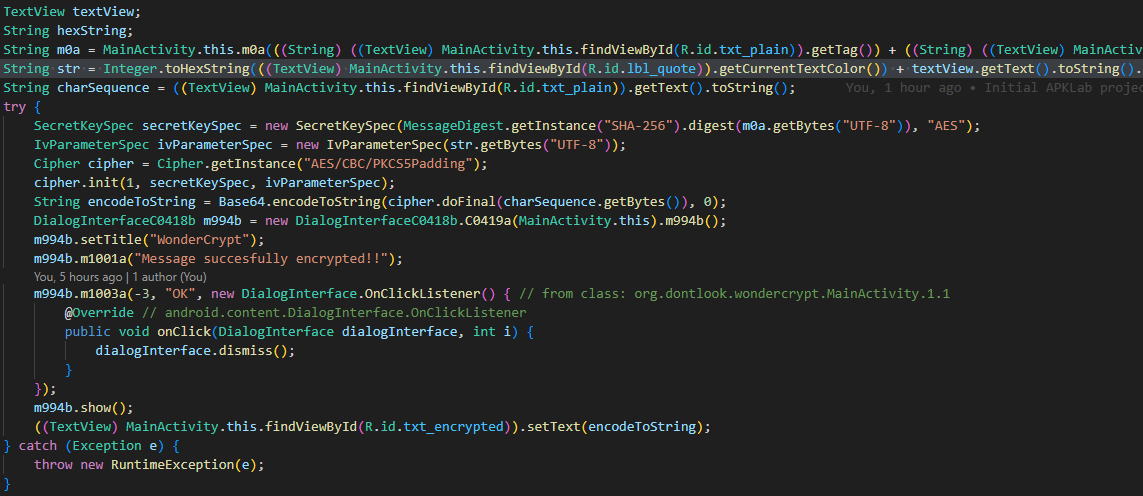 TextView textView;
String hexString;
String m0a = MainActivity.this.m0a(((String) ((TextView) MainActivity.this.findViewById(R.id.txt_plain)).getTag()) + ((String) ((TextView) MainActiv
String str = Integer.toHexString(((TextView) MainActivity.this.findViewById(R.id.lbl_quote)).getCurrentTextColor()) + textView.getText().toString().
String charSequence = ((TextView) MainActivity.this.findViewById(R.id.txt_plain)).getText().toString(); You, 1 hour ago • Initial APKLab projec
try {
SecretKeySpec secretKeySpec = new SecretKeySpec(MessageDigest.getInstance("SHA-256").digest(m0a.getBytes("UTF-8")), "AES");
IvParameterSpec ivParameterSpec = new IvParameterSpec(str.getBytes("UTF-8"));
Cipher cipher = Cipher.getInstance("AES/CBC/PKCS5Padding");
cipher.init(1, secretKeySpec, ivParameterSpec);
String encodeToString = Base64.encodeToString(cipher.doFinal(charSequence.getBytes()), 0);
DialogInterfaceC0418b m994b = new DialogInterfaceC0418b.C0419a(MainActivity.this).m994b();
m994b.setTitle("WonderCrypt");
m994b.m1001a("Message succesfully encrypted!!");
You, 5 hours ago | 1 author (You)
m994b.m1003a(-3, "OK", new DialogInterface.OnClickListener() { // from class: org.dontlook.wondercrypt.MainActivity.1.1
@Override // android.content.DialogInterface.OnClickListener
public void onClick(DialogInterface dialogInterface, int i) {
dialogInterface.dismiss();
}
});
m994b.show();
((TextView) MainActivity.this.findViewById(R.id.txt_encrypted)).setText(encodeToString);
} catch (Exception e) {
throw new RuntimeException(e);
}